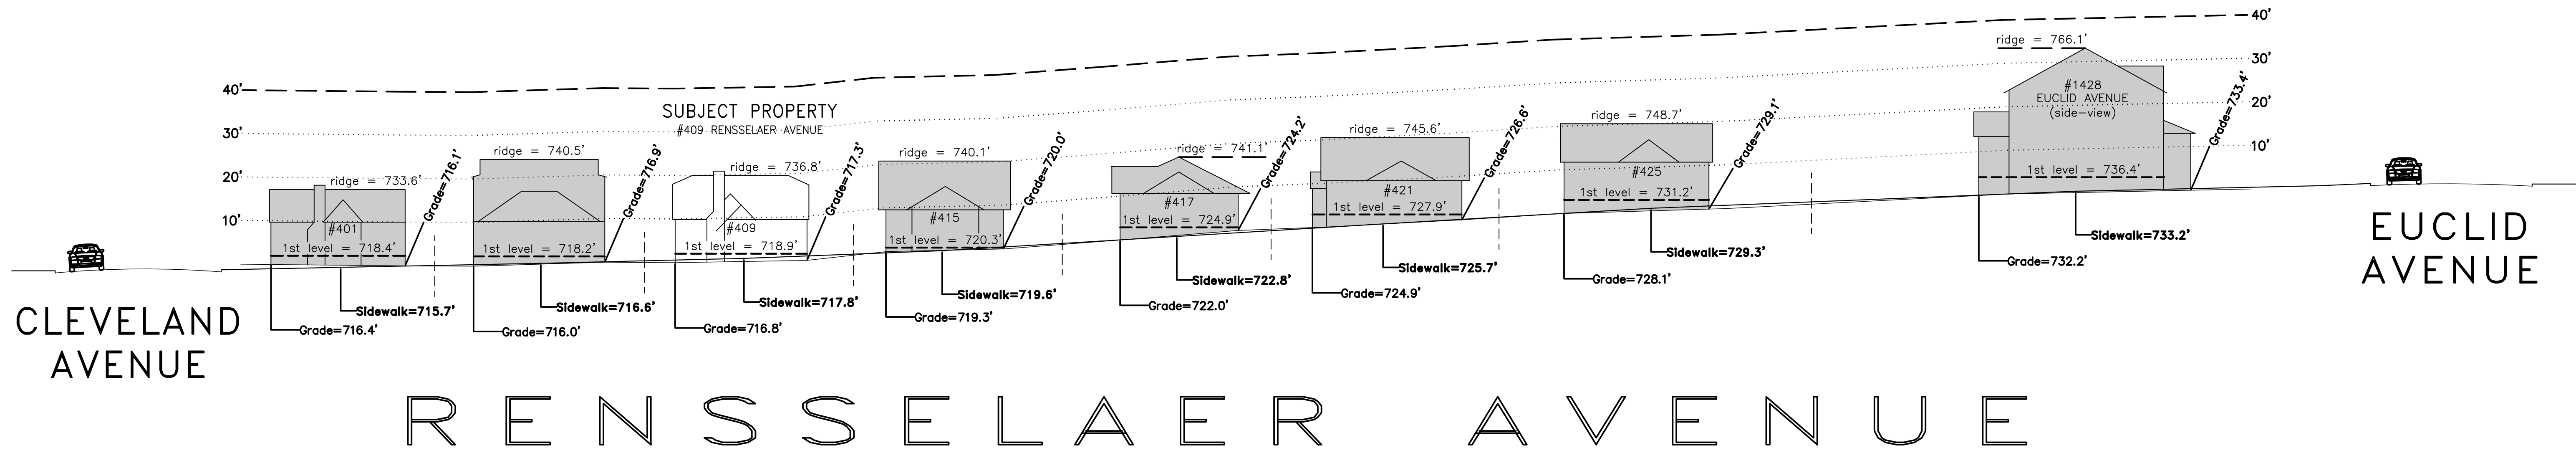 40'
30'
20'
10'
SUBJECT PROPERTY
#409 RENSSELAER AVENUE
ridge = 733.6'
#401
1st level = 718.4'
Grade=716.1'
Sidewalk=715.7'
Grade=716.4'
ridge = 740.5'
1st level = 718.2'
Grade=716.9'
Sidewalk=716.6'
Grade=716.0'
ridge = 736.8'
#409
1st level = 718.9'
Grade=717.3'
Sidewalk=717.8'
Grade=716.8'
ridge = 740.1'
#415
1st level = 720.3'
Grade=720.0'
Sidewalk=719.6'
Grade=719.3'
ridge = 741.1'
#417
1st level = 724.9'
Grade=724.2'
Sidewalk=722.8'
Grade=722.0'
ridge = 745.6'
#421
1st level = 727.9'
Grade=726.6'
Sidewalk=725.7'
Grade=724.9'
ridge = 748.7'
#425
1st level = 731.2'
Grade=729.1'
Sidewalk=729.3'
Grade=728.1'
ridge = 766.1'
#1428
EUCLID AVENUE
(side-view)
1st level = 736.4'
Grade=733.4'
Sidewalk=733.2'
Grade=732.2'
40'
30'
20'
10'
CLEVELAND
AVENUE
EUCLID
AVENUE
RENSSELAER AVENUE